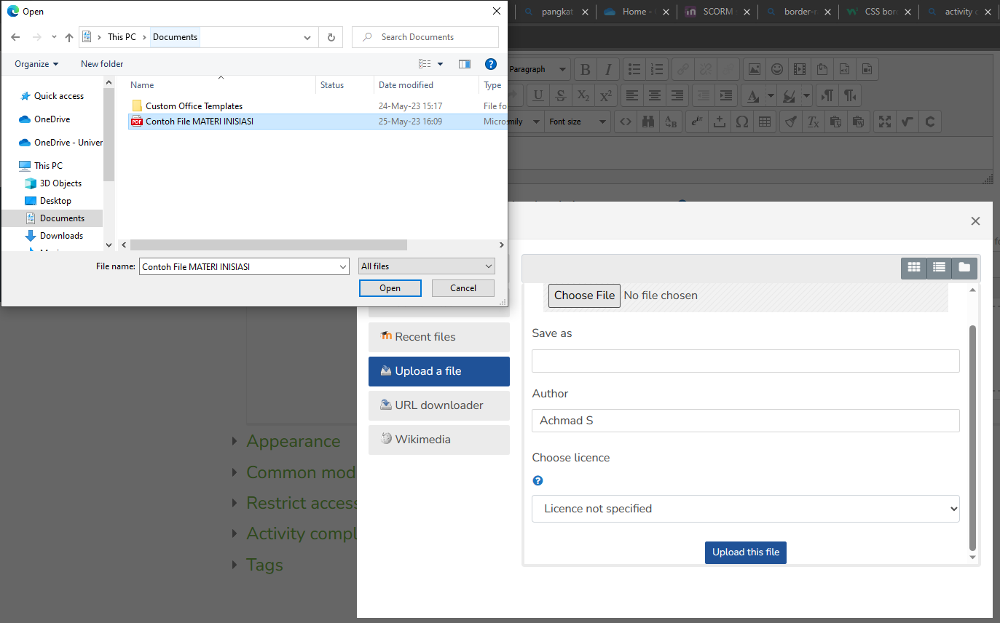 Open
pangkat
Home -
SCORM
border-r
CSS bor
activity
This PC
Documents
Search Documents
Organize
New folder
Name
Status
Date modified
Type
Quick access
OneDrive
OneDrive - Univer
This PC
3D Objects
Desktop
Documents
Downloads
Custom Office Templates
24-May-23 15:17
File fo
PDF
Contoh File MATERI INISIASI
25-May-23 16:09
Micros
File name:
Contoh File MATERI INISIASI
All files
Open
Cancel
Paragraph
mily
Font size
Choose File
No file chosen
Recent files
Upload a file
URL downloader
Wikimedia
Save as
Author
Achmad S
Choose licence
Licence not specified
Upload this file
Appearance
Common mod
Restrict access
Activity compl
Tags